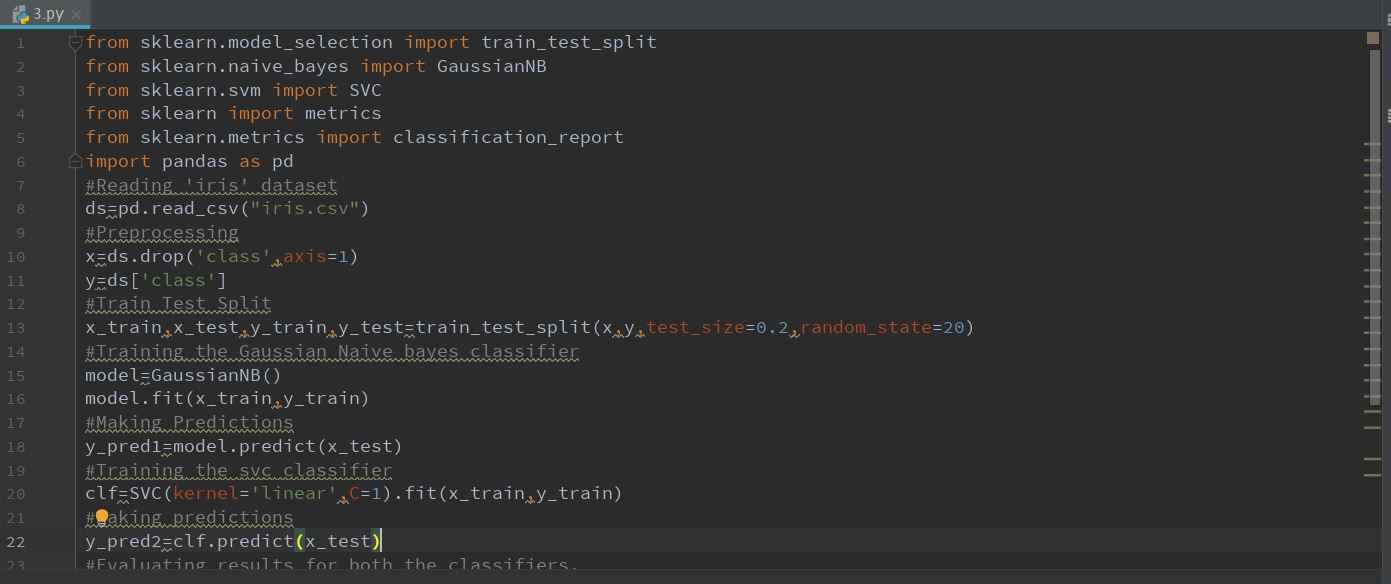 3.py
1 from sklearn.model_selection import train_test_split
2 from sklearn.naive_bayes import GaussianNB
3 from sklearn.svm import SVC
4 from sklearn import metrics
5 from sklearn.metrics import classification_report
6 import pandas as pd
7 #Reading 'iris' dataset
8 ds=pd.read_csv("iris.csv")
9 #Preprocessing
10 x=ds.drop('class',axis=1)
11 y=ds['class']
12 #Train Test Split
13 x_train,x_test,y_train,y_test=train_test_split(x,y,test_size=0.2,random_state=20)
14 #Training the Gaussian Naive bayes classifier
15 model=GaussianNB()
16 model.fit(x_train,y_train)
17 #Making Predictions
18 y_pred1=model.predict(x_test)
19 #Training the svc classifier
20 clf=SVC(kernel='linear',C=1).fit(x_train,y_train)
21 #aking predictions
22 y_pred2=clf.predict(x_test)
23 #Evaluating results for both the classifiers.